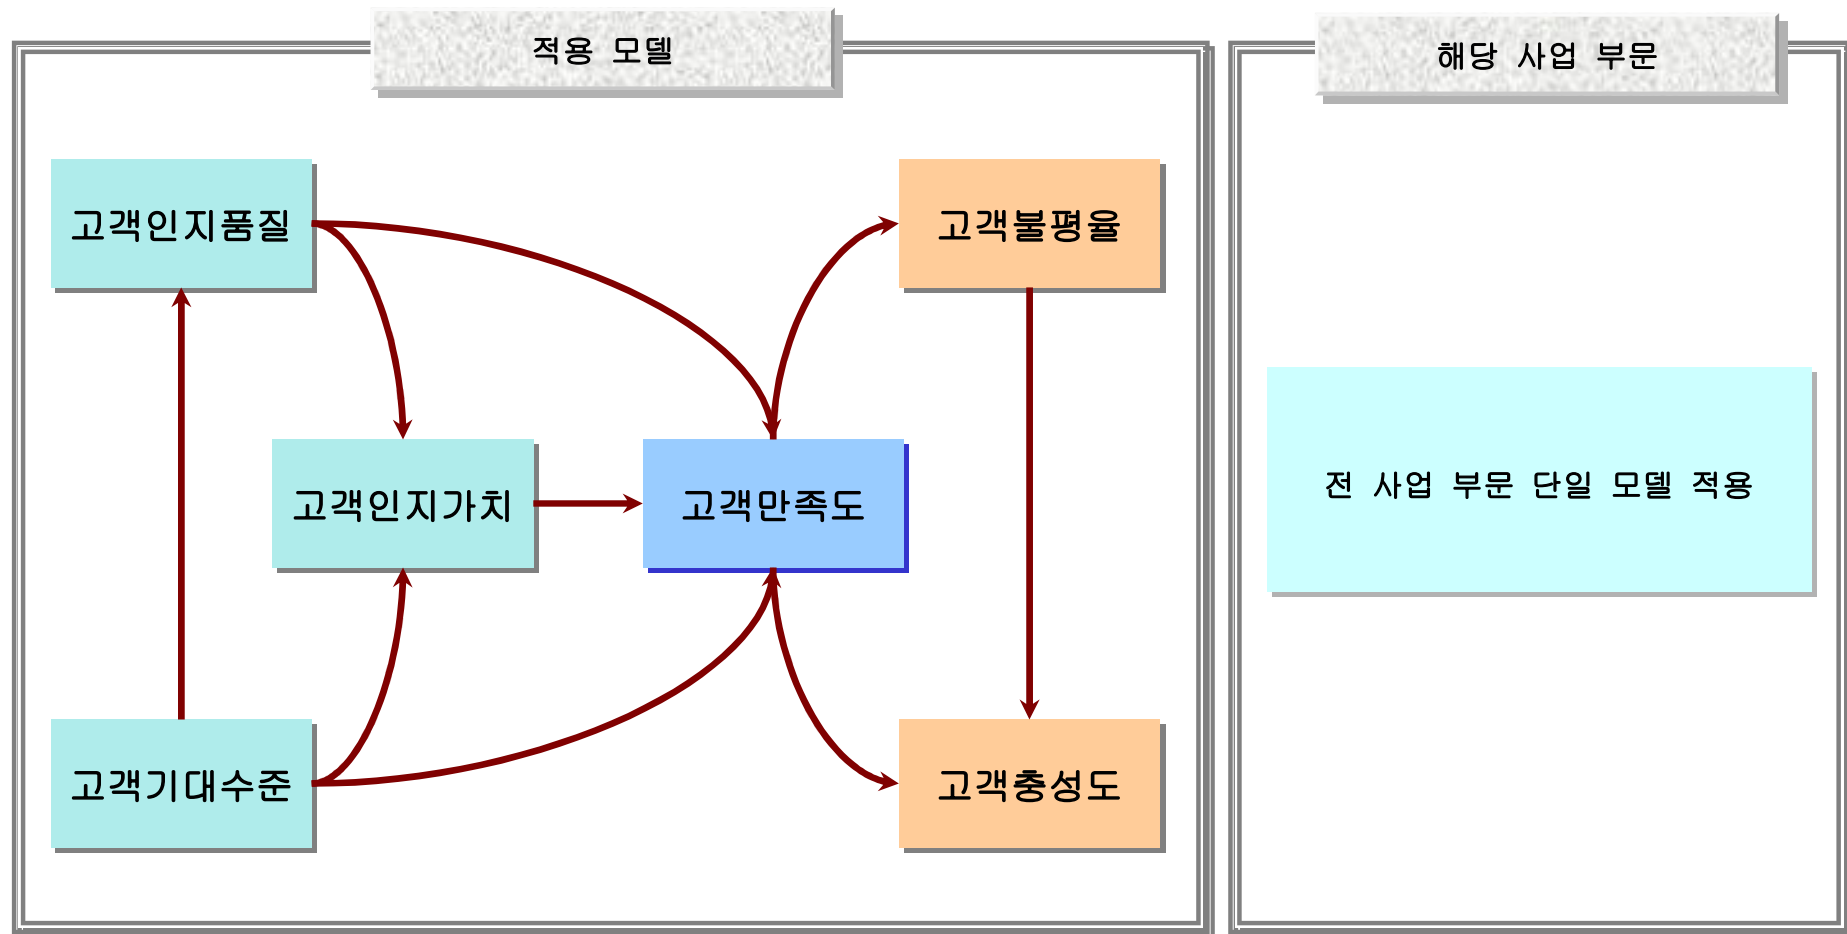 적용 모델
해당 사업 부문
고객인지품질
고객불평율
고객인지가치
고객만족도
전 사업 부문 단일 모델 적용
고객기대수준
고객충성도